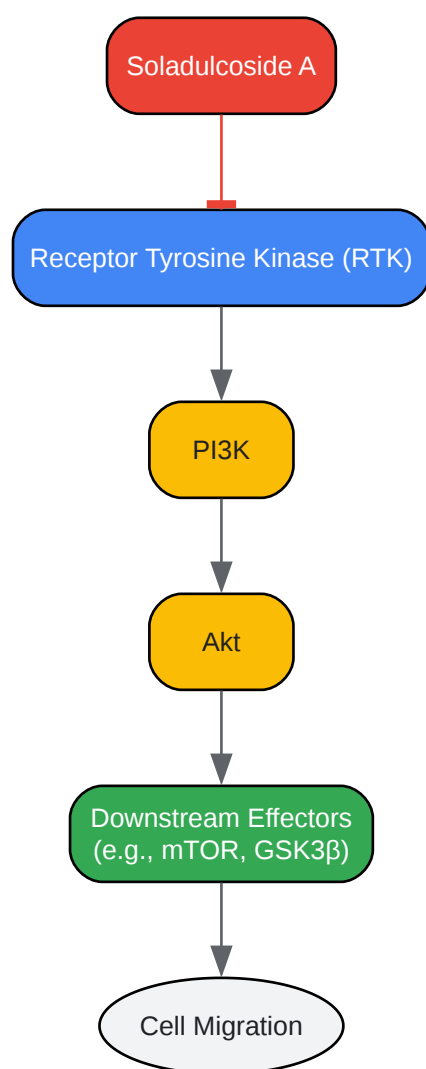 Soladulcoside A
Receptor Tyrosine Kinase (RTK)
PI3K
Akt
Downstream Effectors
(e.g., mTOR, GSK3β)
Cell Migration